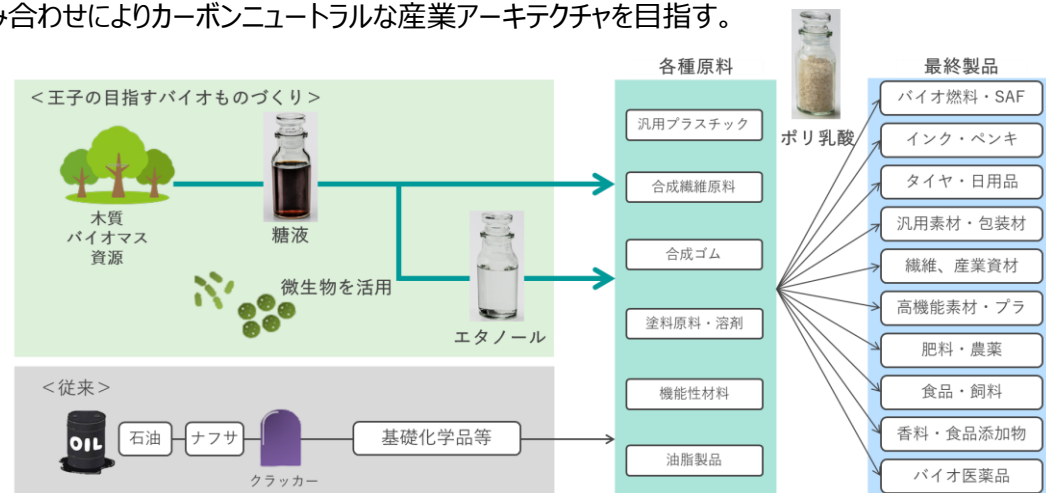 み合わせによりカーボンニュートラルな産業アーキテクチャを目指す。
＜王子の目指すバイオものづくり＞
木質
バイオマス
資源
糖液
微生物を活用
エタノール
＜従来＞
OIL
石油
ナフサ
クラッカー
基礎化学品等
各種原料
汎用プラスチック
合成繊維原料
合成ゴム
塗料原料・溶剤
機能性材料
油脂製品
ポリ乳酸
最終製品
バイオ燃料・SAF
インク・ペンキ
タイヤ・日用品
汎用素材・包装材
繊維、産業資材
高機能素材・プラ
肥料・農薬
食品・飼料
香料・食品添加物
バイオ医薬品